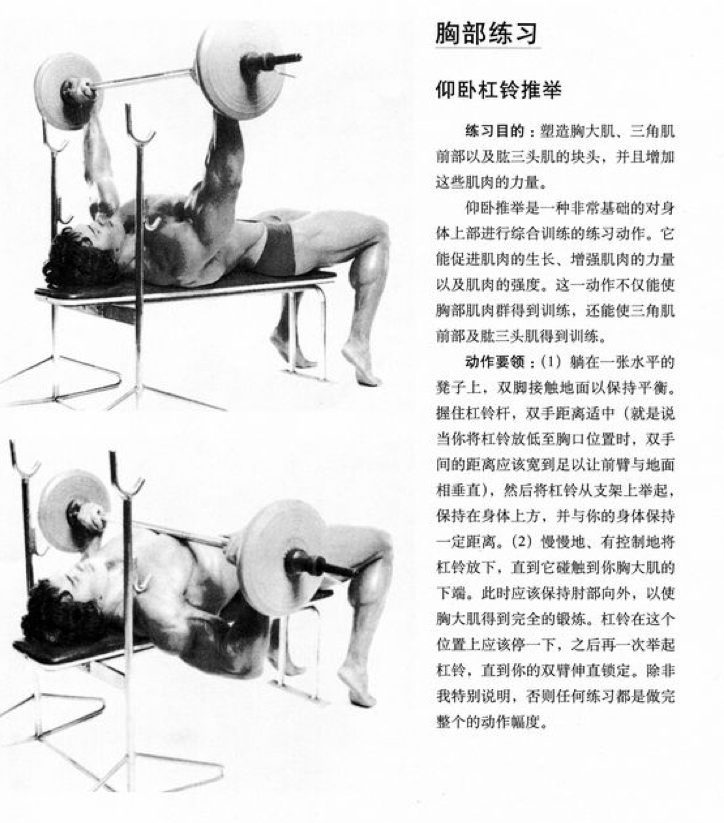 胸部练习
仰卧杠铃推举
练习目的：塑造胸大肌、三角肌
前部以及肱三头肌的块头，并且增加
这些肌肉的力量。
仰卧推举是一种非常基础的对身
体上部进行综合训练的练习动作。它
能促进肌肉的生长、增强肌肉的力量
以及肌肉的强度。这一动作不仅能使
胸部肌肉群得到训练，还能使三角肌
前部及肱三头肌得到训练。
动作要领：（1）躺在一张水平的
凳子上，双脚接触地面以保持平衡。
握住杠铃杆，双手距离适中（就是说
当你将杠铃放低至胸口位置时，双手
间的距离应该宽到足以让前臂与地面
相垂直），然后将杠铃从支架上举起，
保持在身体上方，并与你的身体保持
一定距离。（2）慢慢地、有控制地将
杠铃放下，直到它碰触到你胸大肌的
下端。此时应该保持肘部向外，以使
胸大肌得到完全的锻炼。杠铃在这个
位置上应该停一下，之后再一次举起
杠铃，直到你的双臂伸直锁定。除非
我特别说明，否则任何练习都是做完
整个的动作幅度。